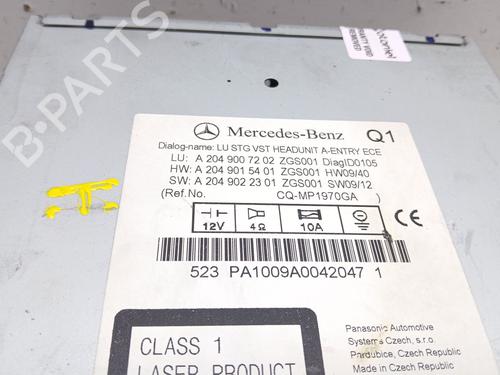 Mercedes-Benz Q1
Dialog-name: LU STG VST HEADUNIT A-ENTRY ECE
LU: A 204 900 72 02 ZGS001 DiagID0105
HW: A 204 901 54 01 ZGS001 HW09/40
SW: A 204 902 23 01 ZGS001 SW09/12
(Ref.No. CQ-MP1970GA )
12V 4Ω 10A CE
523 PA1009A0042047 1
CLASS 1
LASER PRODUCT
Panasonic Automotive
Systems Czech, s.r.o
Pardubice, Czech Republic
Made in Czech Republic
B-PARTS